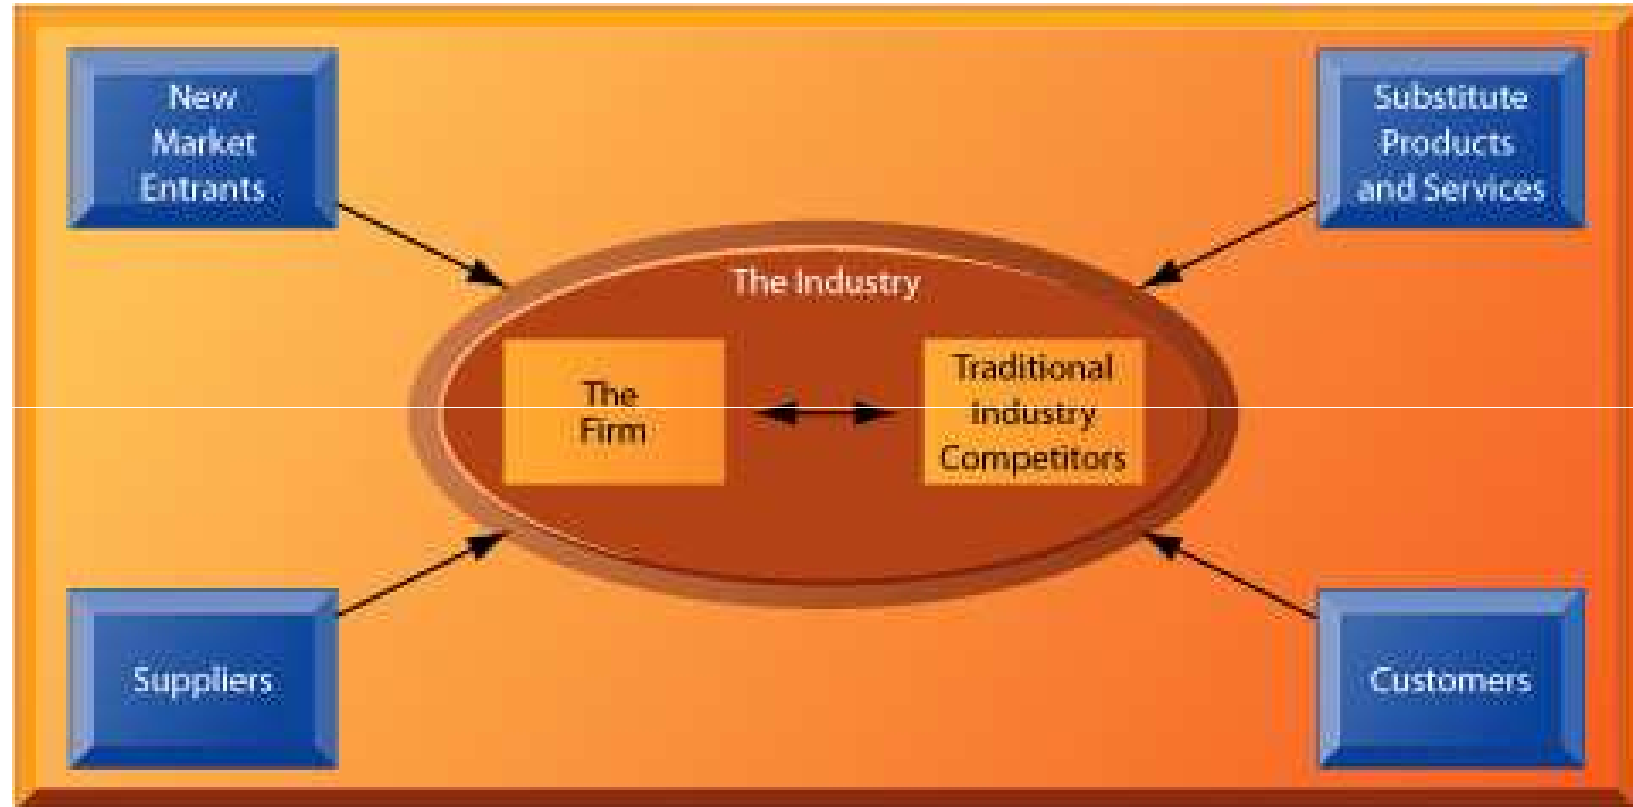 New
Market
Entrants
Substitute
Products
and Services
The Industry
The
Firm
Traditional
Industry
Competitors
Suppliers
Customers